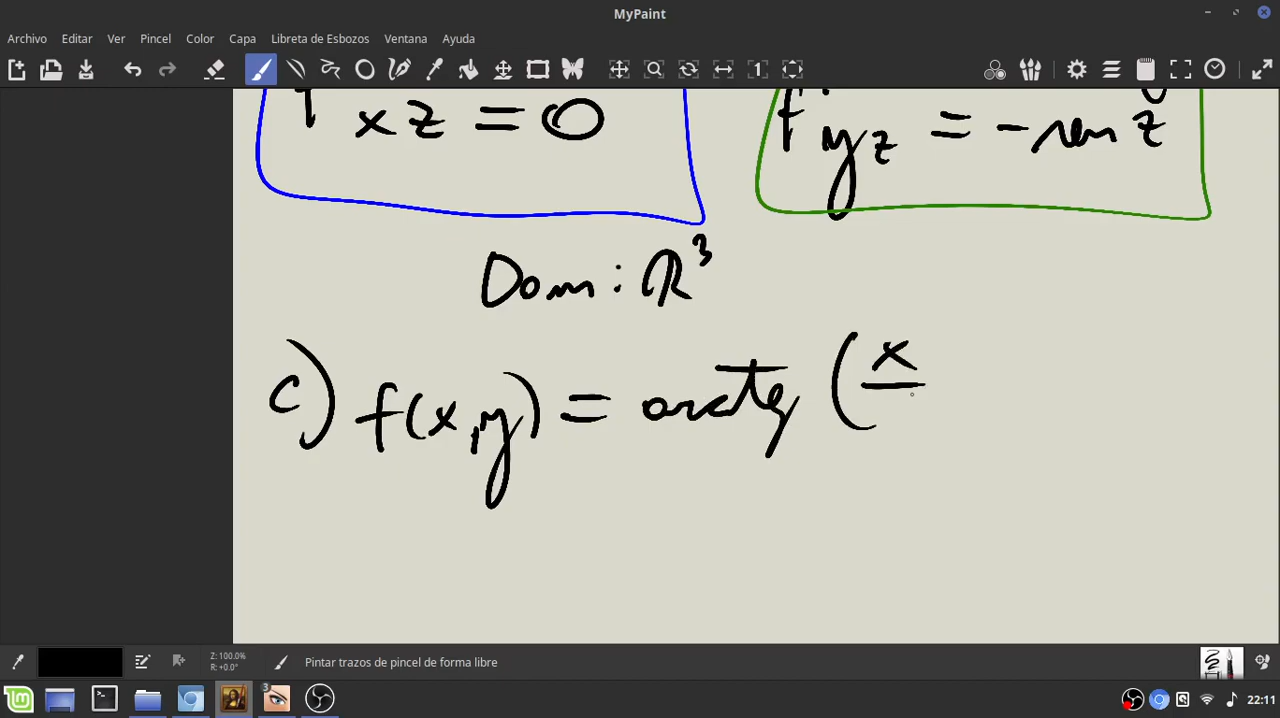 MyPaint
Archivo Editar Ver Pincel Color Capa Libreta de Esbozos Ventana Ayuda
f xz = 0
f yz = -sen z
Dom: ℝ³
c) f(x,y) = arctg (x/
Z: 100.0%
R: +0.0°
Pintar trazos de pincel de forma libre
3
22:11